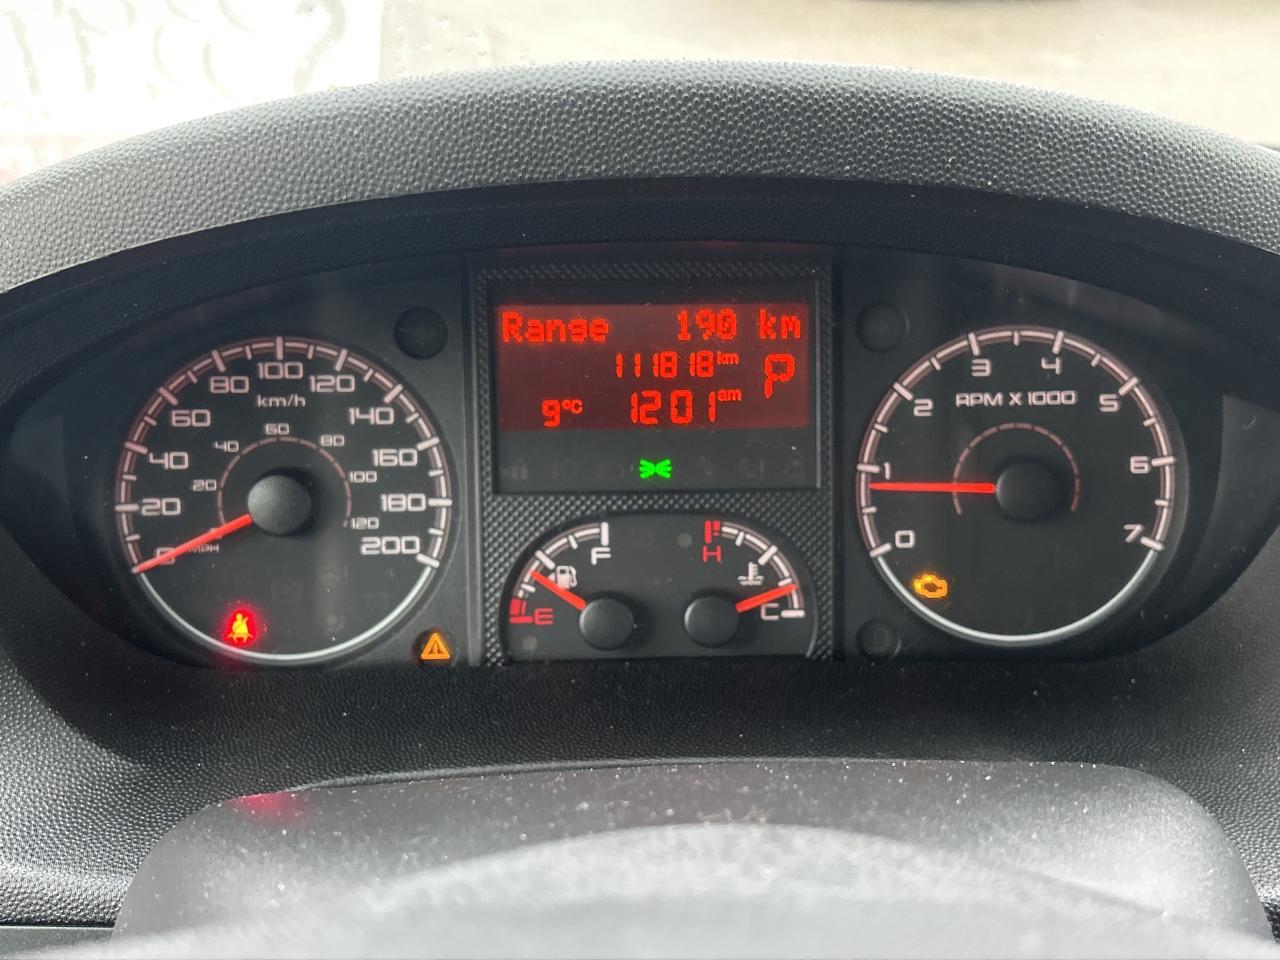 Range 190 km
111818 km
P
9°C 1201 am
0 20 40 60 80 100 120 140 160 180 200
km/h
20 40 60 80 100 120
MPH
E F
H C
0 1 2 3 4 5 6 7
RPM X 1000